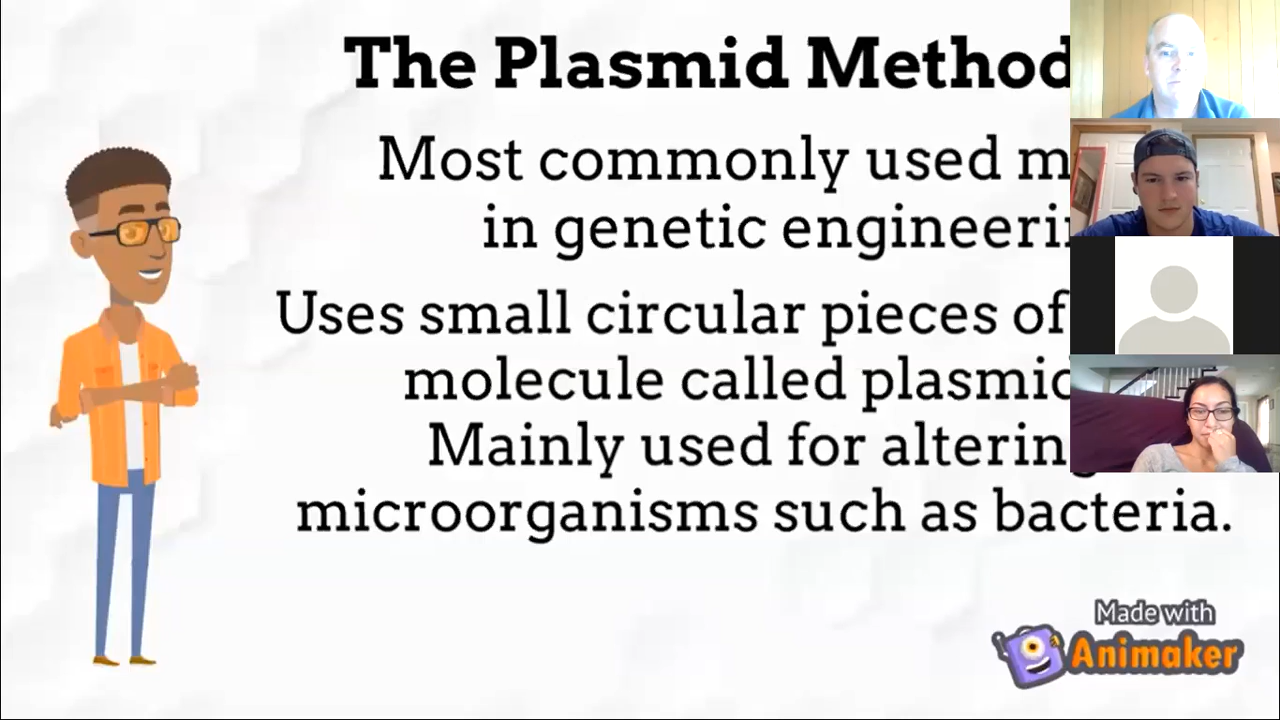 The Plasmid Method
Most commonly used m
in genetic engineeri
Uses small circular pieces of
molecule called plasmid
Mainly used for altering
microorganisms such as bacteria.
Made with
Animaker